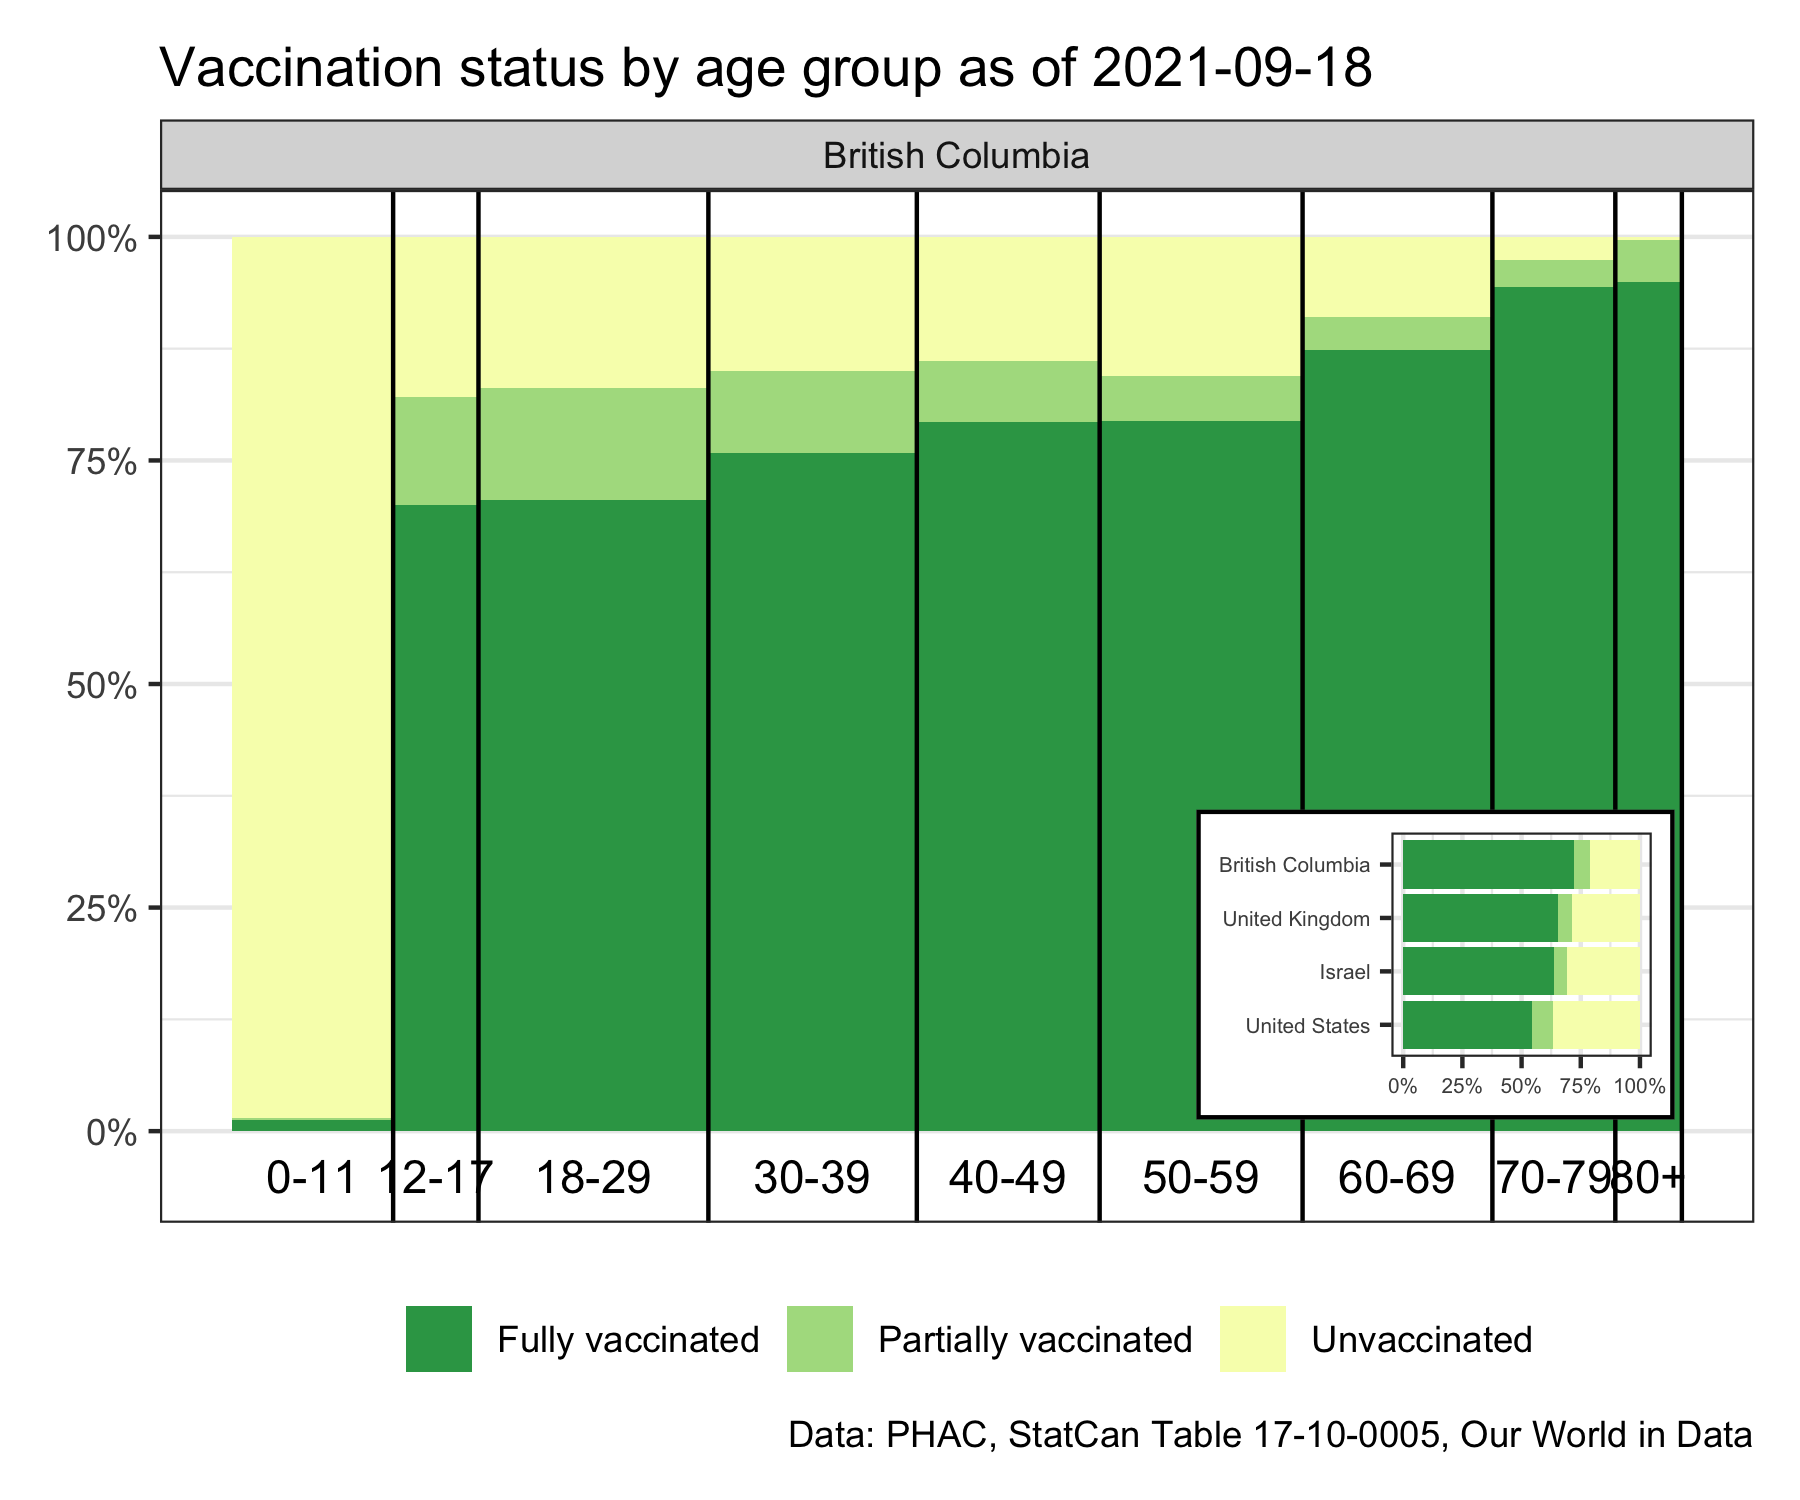 Vaccination status by age group as of 2021-09-18
British Columbia
100%
75%
50%
25%
0%
British Columbia
United Kingdom
Israel
United States
0% 25% 50% 75% 100%
0-11 12-17 18-29 30-39 40-49 50-59 60-69 70-79 80+
Fully vaccinated Partially vaccinated Unvaccinated
Data: PHAC, StatCan Table 17-10-0005, Our World in Data